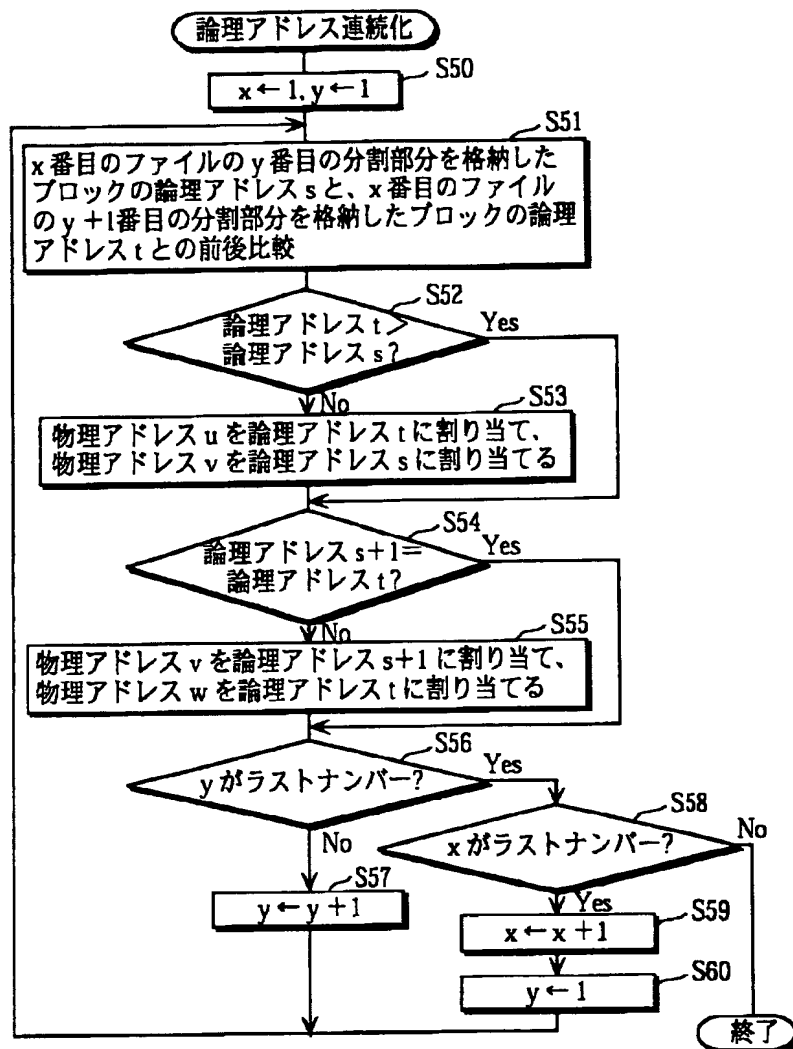 論理アドレス連続化
S50
x←1, y←1
S51
x番目のファイルのy番目の分割部分を格納した
ブロックの論理アドレスsと、x番目のファイル
のy+1番目の分割部分を格納したブロックの論理
アドレスtとの前後比較
S52
論理アドレスt>
論理アドレスs?
Yes
No
S53
物理アドレスuを論理アドレスtに割り当て、
物理アドレスvを論理アドレスsに割り当てる
S54
論理アドレスs+1=
論理アドレスt?
Yes
No
S55
物理アドレスvを論理アドレスs+1に割り当て、
物理アドレスwを論理アドレスtに割り当てる
S56
yがラストナンバー?
Yes
No
S58
xがラストナンバー?
No
Yes
S57
y←y+1
S59
x←x+1
S60
y←1
終了